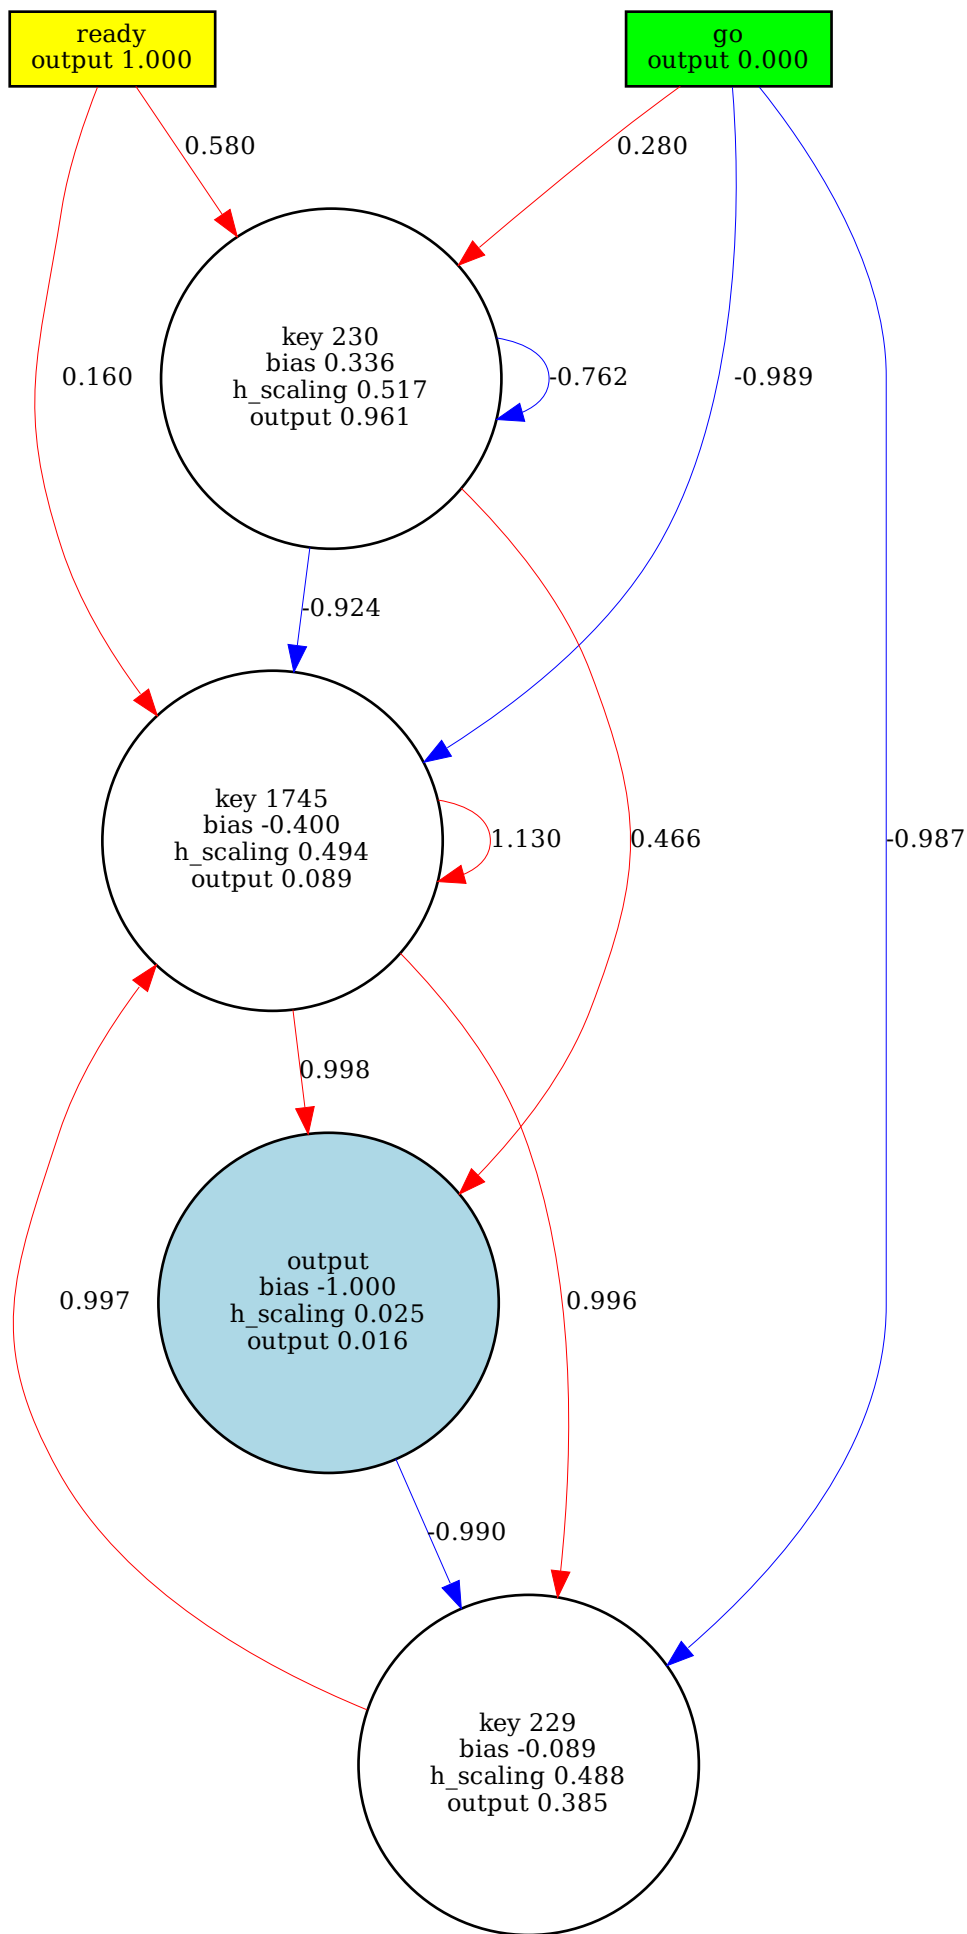 ready
output 1.000
go
output 0.000
0.580
0.280
key 230
bias 0.336
h_scaling 0.517
output 0.961
0.160
-0.762
-0.989
-0.924
key 1745
bias -0.400
h_scaling 0.494
output 0.089
1.130
0.466
-0.987
0.998
output
bias -1.000
h_scaling 0.025
output 0.016
0.997
0.996
-0.990
key 229
bias -0.089
h_scaling 0.488
output 0.385